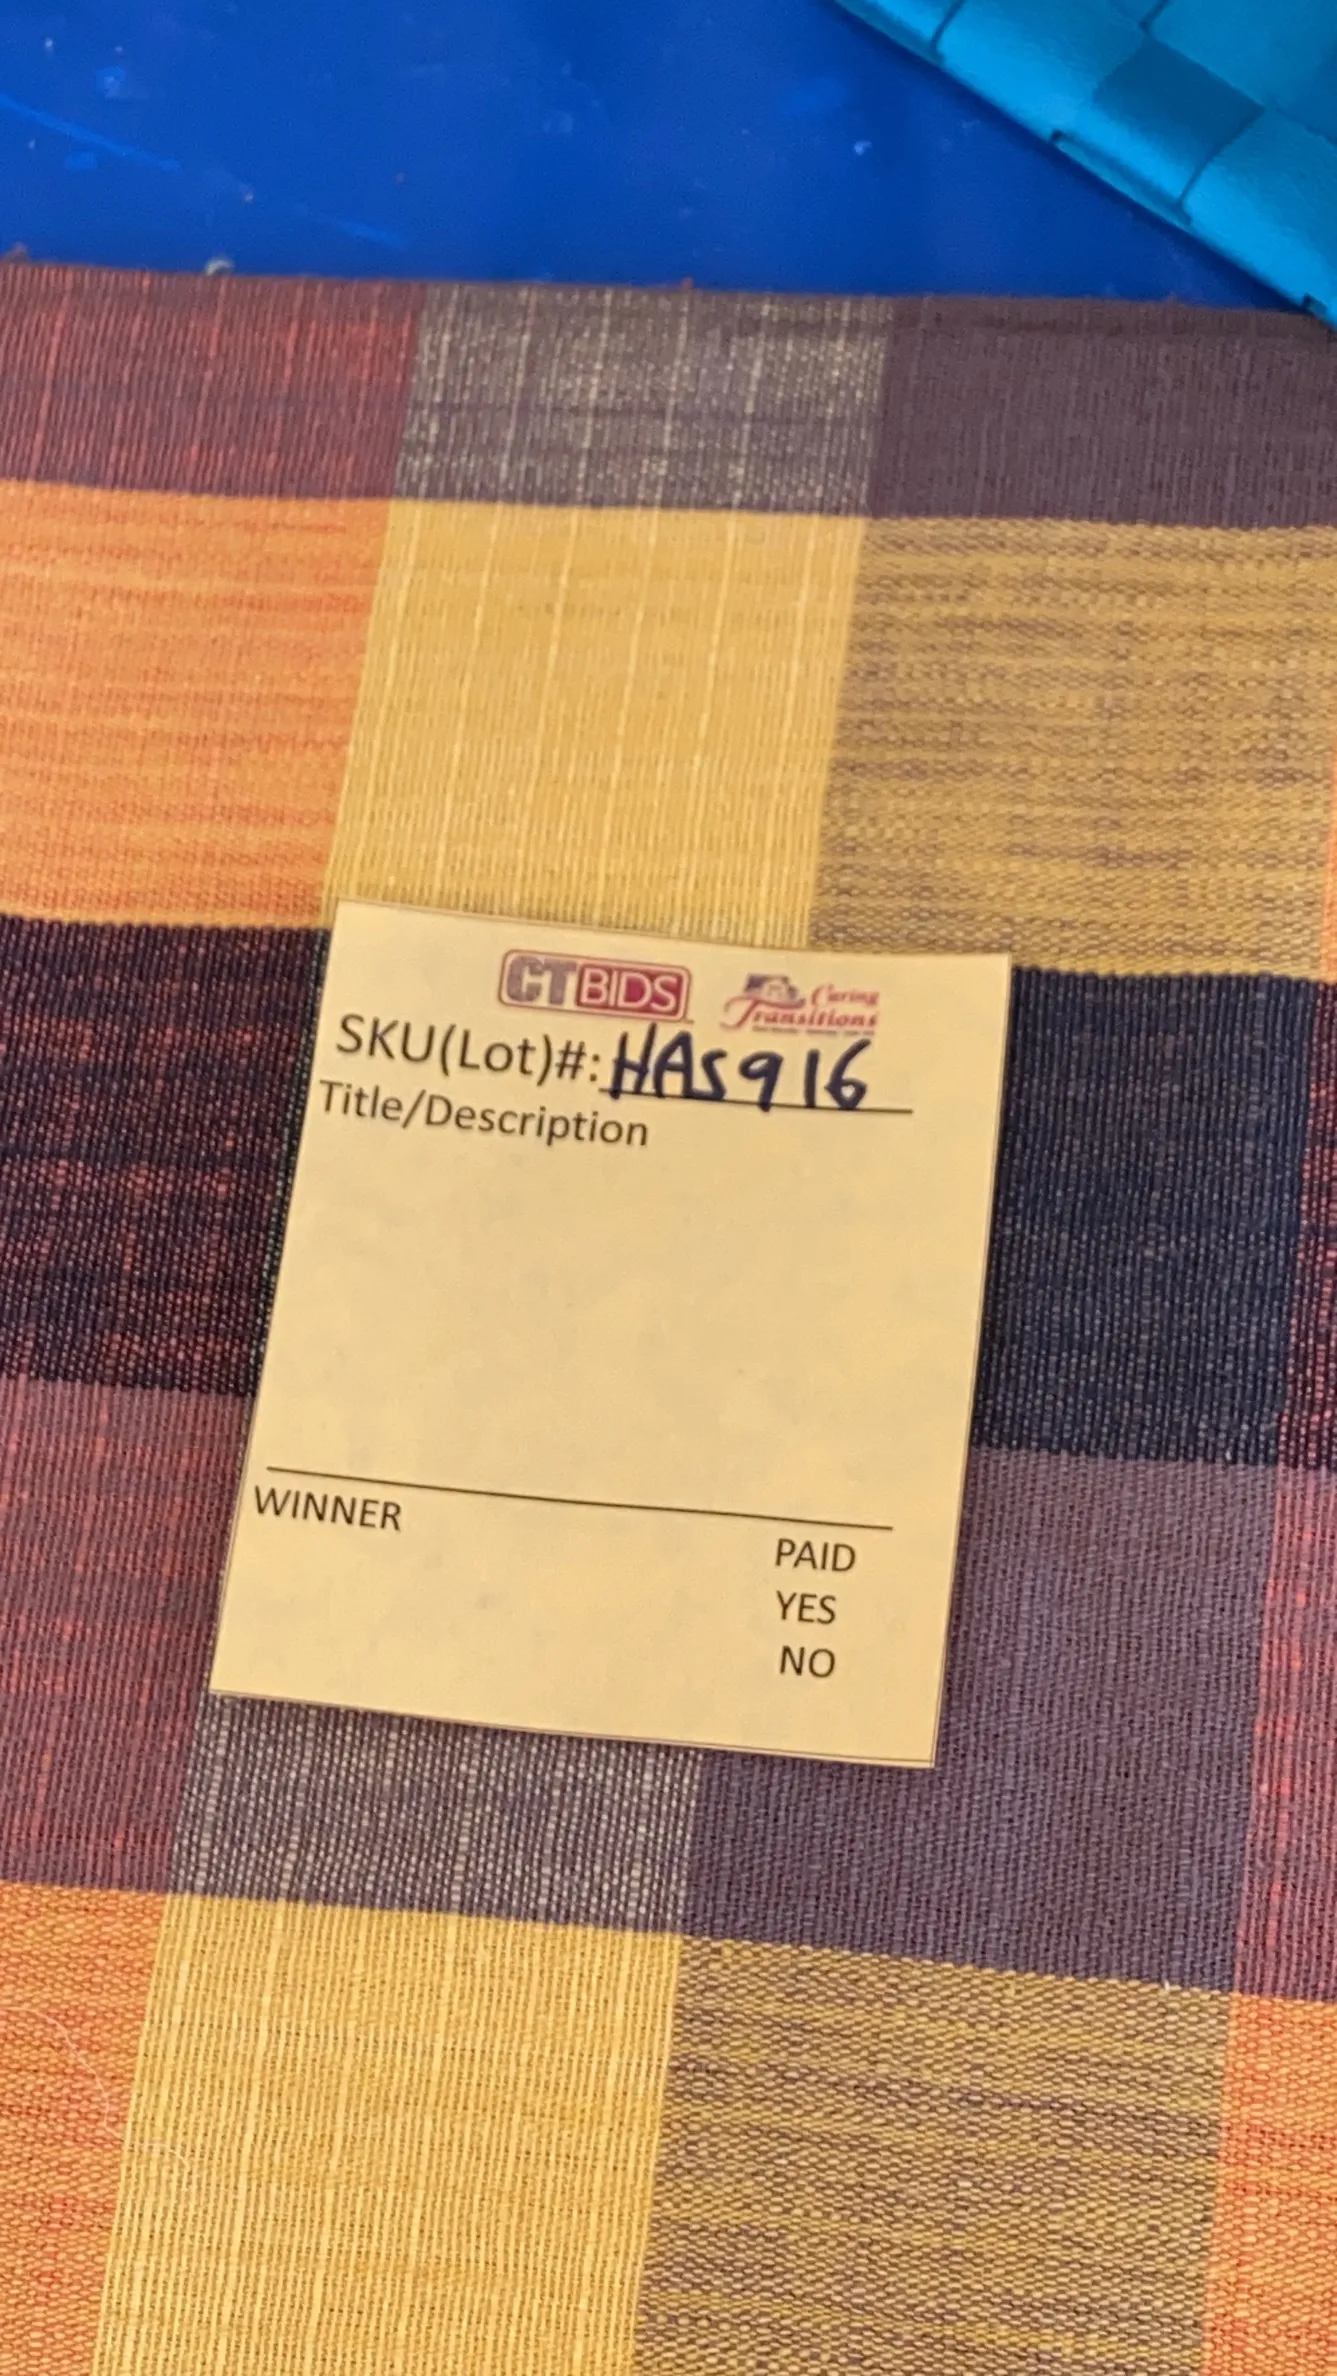 CTBIDS Caring Transitions
SKU(Lot)#: HAS916
Title/Description
WINNER
PAID
YES
NO